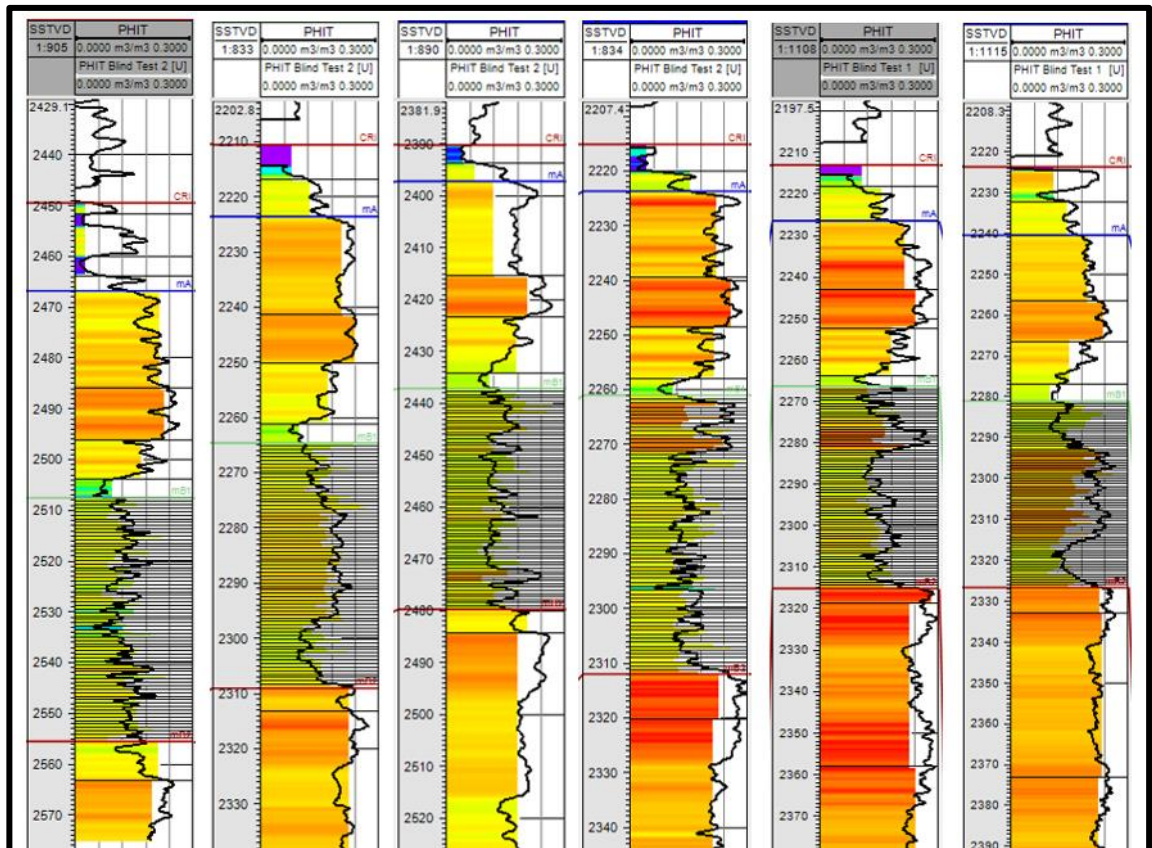 SSTVD PHIT
1:905 0.0000 m3/m3 0.3000
PHIT Blind Test 2 [U]
0.0000 m3/m3 0.3000
2429.1
2440
CRI
2450
2460
mA
2470
2480
2490
2500
mB1
2510
2520
2530
2540
2550
2560
2570
SSTVD PHIT
1:833 0.0000 m3/m3 0.3000
PHIT Blind Test 2 [U]
0.0000 m3/m3 0.3000
2202.8
2210
CRI
2220
mA
2230
2240
2250
2260
mB1
2270
2280
2290
2300
2310
2320
2330
SSTVD PHIT
1:890 0.0000 m3/m3 0.3000
PHIT Blind Test 2 [U]
0.0000 m3/m3 0.3000
2381.9
2390
CRI
mA
2400
2410
2420
2430
mB1
2440
2450
2460
2470
2480
2490
2500
2510
2520
SSTVD PHIT
1:834 0.0000 m3/m3 0.3000
PHIT Blind Test 2 [U]
0.0000 m3/m3 0.3000
2207.4
CRI
2220
mA
2230
2240
2250
2260
mB1
2270
2280
2290
2300
2310
mB2
2320
2330
2340
SSTVD PHIT
1:1108 0.0000 m3/m3 0.3000
PHIT Blind Test 1 [U]
0.0000 m3/m3 0.3000
2197.5
2210
CRI
2220
mA
2230
2240
2250
2260
mB1
2270
2280
2290
2300
2310
mB2
2320
2330
2340
2350
2360
2370
SSTVD PHIT
1:1115 0.0000 m3/m3 0.3000
PHIT Blind Test 1 [U]
0.0000 m3/m3 0.3000
2208.3
2220
CRI
2230
mA
2240
2250
2260
2270
2280
mB1
2290
2300
2310
2320
mB2
2330
2340
2350
2360
2370
2380
2390